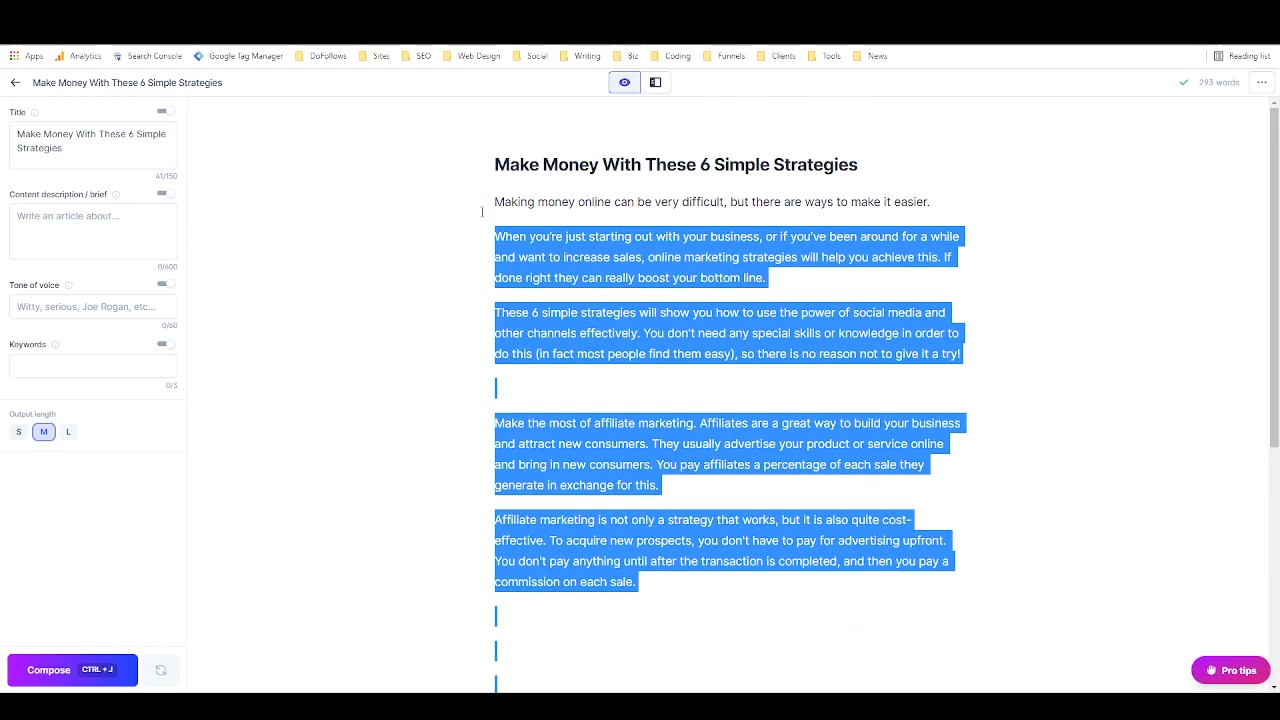 Apps Analytics Search Console Google Tag Manager DoFollows Sites SEO Web Design Social Writing Biz Coding Funnels Clients Tools News Reading list
Make Money With These 6 Simple Strategies
293 words
Title
Make Money With These 6 Simple
Strategies
41/150
Content description / brief
Write an article about...
0/600
Tone of voice
Witty, serious, Joe Rogan, etc...
0/60
Keywords
0/3
Output length
S M L
Compose CTRL + J
Make Money With These 6 Simple Strategies
Making money online can be very difficult, but there are ways to make it easier.
When you're just starting out with your business, or if you've been around for a while
and want to increase sales, online marketing strategies will help you achieve this. If
done right they can really boost your bottom line.
These 6 simple strategies will show you how to use the power of social media and
other channels effectively. You don't need any special skills or knowledge in order to
do this (in fact most people find them easy), so there is no reason not to give it a try!
Make the most of affiliate marketing. Affiliates are a great way to build your business
and attract new consumers. They usually advertise your product or service online
and bring in new consumers. You pay affiliates a percentage of each sale they
generate in exchange for this.
Affiliate marketing is not only a strategy that works, but it is also quite cost-
effective. To acquire new prospects, you don't have to pay for advertising upfront.
You don't pay anything until after the transaction is completed, and then you pay a
commission on each sale.
Pro tips